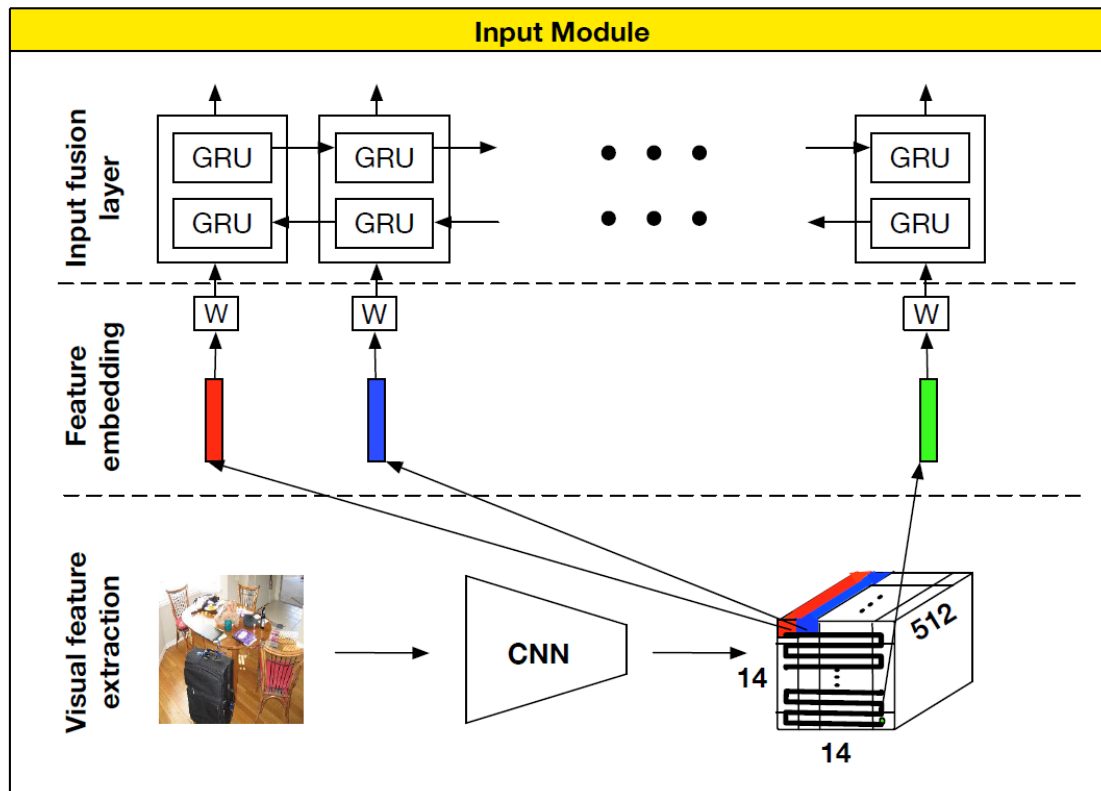 Input Module
Input fusion
layer
GRU
GRU
GRU
GRU
GRU
GRU
Feature
embedding
W
W
W
Visual feature
extraction
CNN
512
14
14